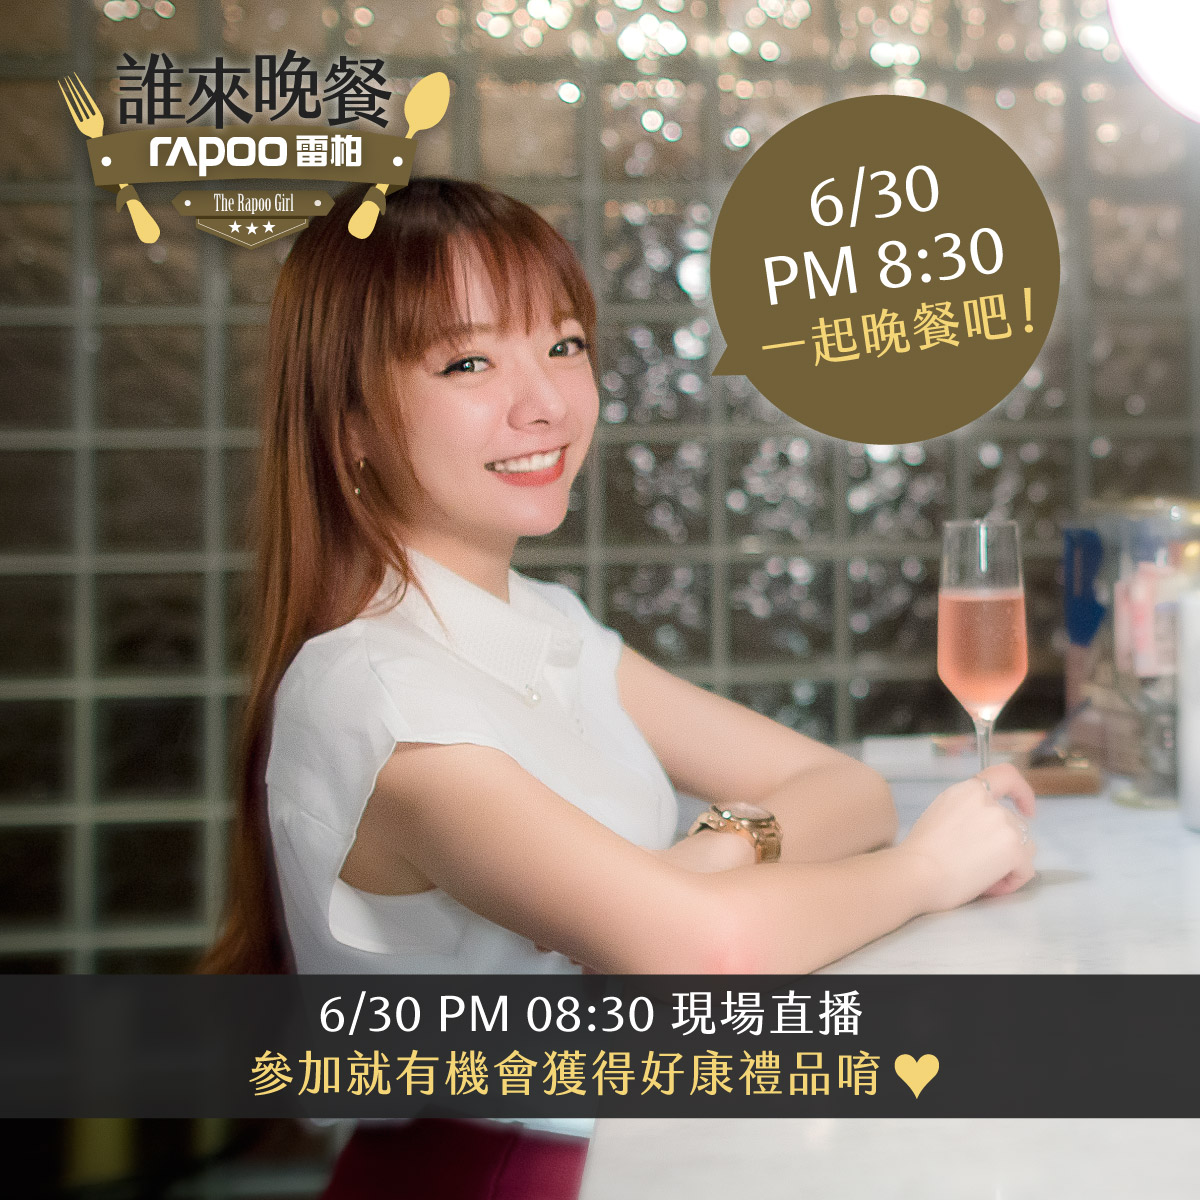 誰來晚餐
rapoo 雷柏
The Rapoo Girl
6/30
PM 8:30
一起晚餐吧！
6/30 PM 08:30 現場直播
參加就有機會獲得好康禮品唷♥